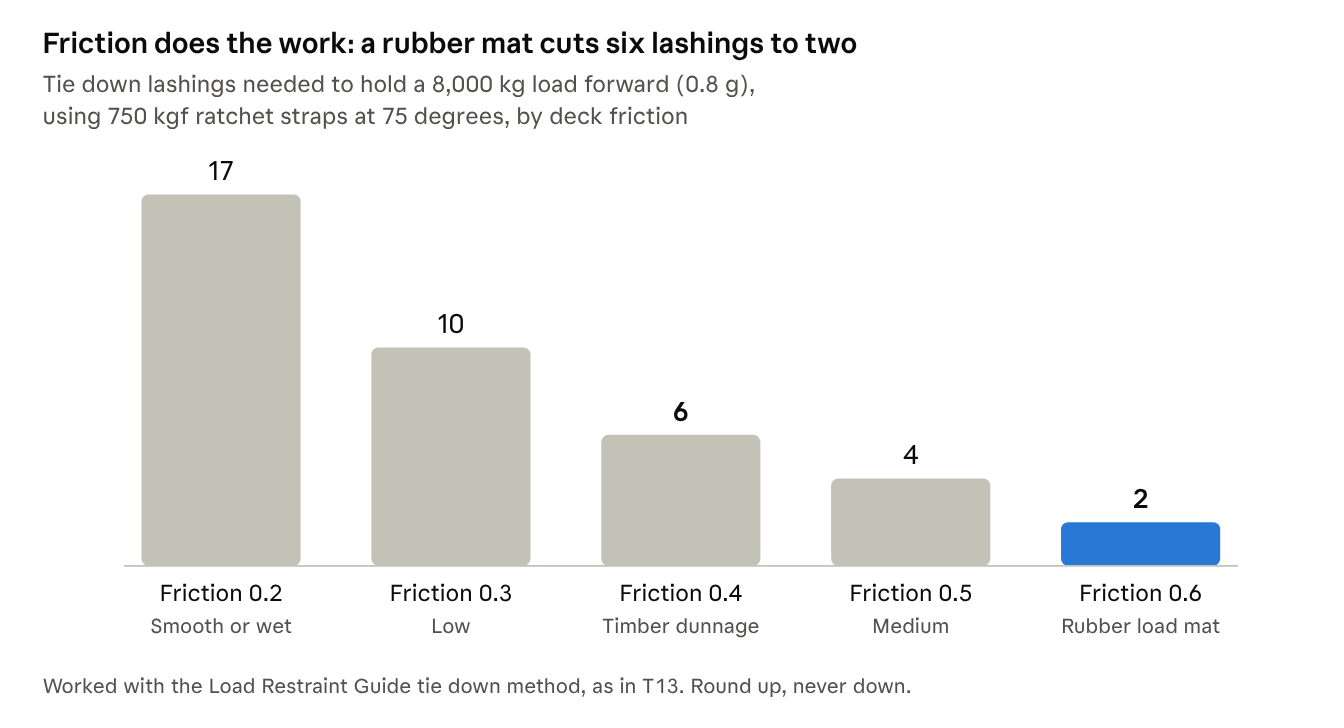 Friction does the work: a rubber mat cuts six lashings to two
Tie down lashings needed to hold a 8,000 kg load forward (0.8 g),
using 750 kgf ratchet straps at 75 degrees, by deck friction
17
10
6
4
2
Friction 0.2
Smooth or wet
Friction 0.3
Low
Friction 0.4
Timber dunnage
Friction 0.5
Medium
Friction 0.6
Rubber load mat
Worked with the Load Restraint Guide tie down method, as in T13. Round up, never down.